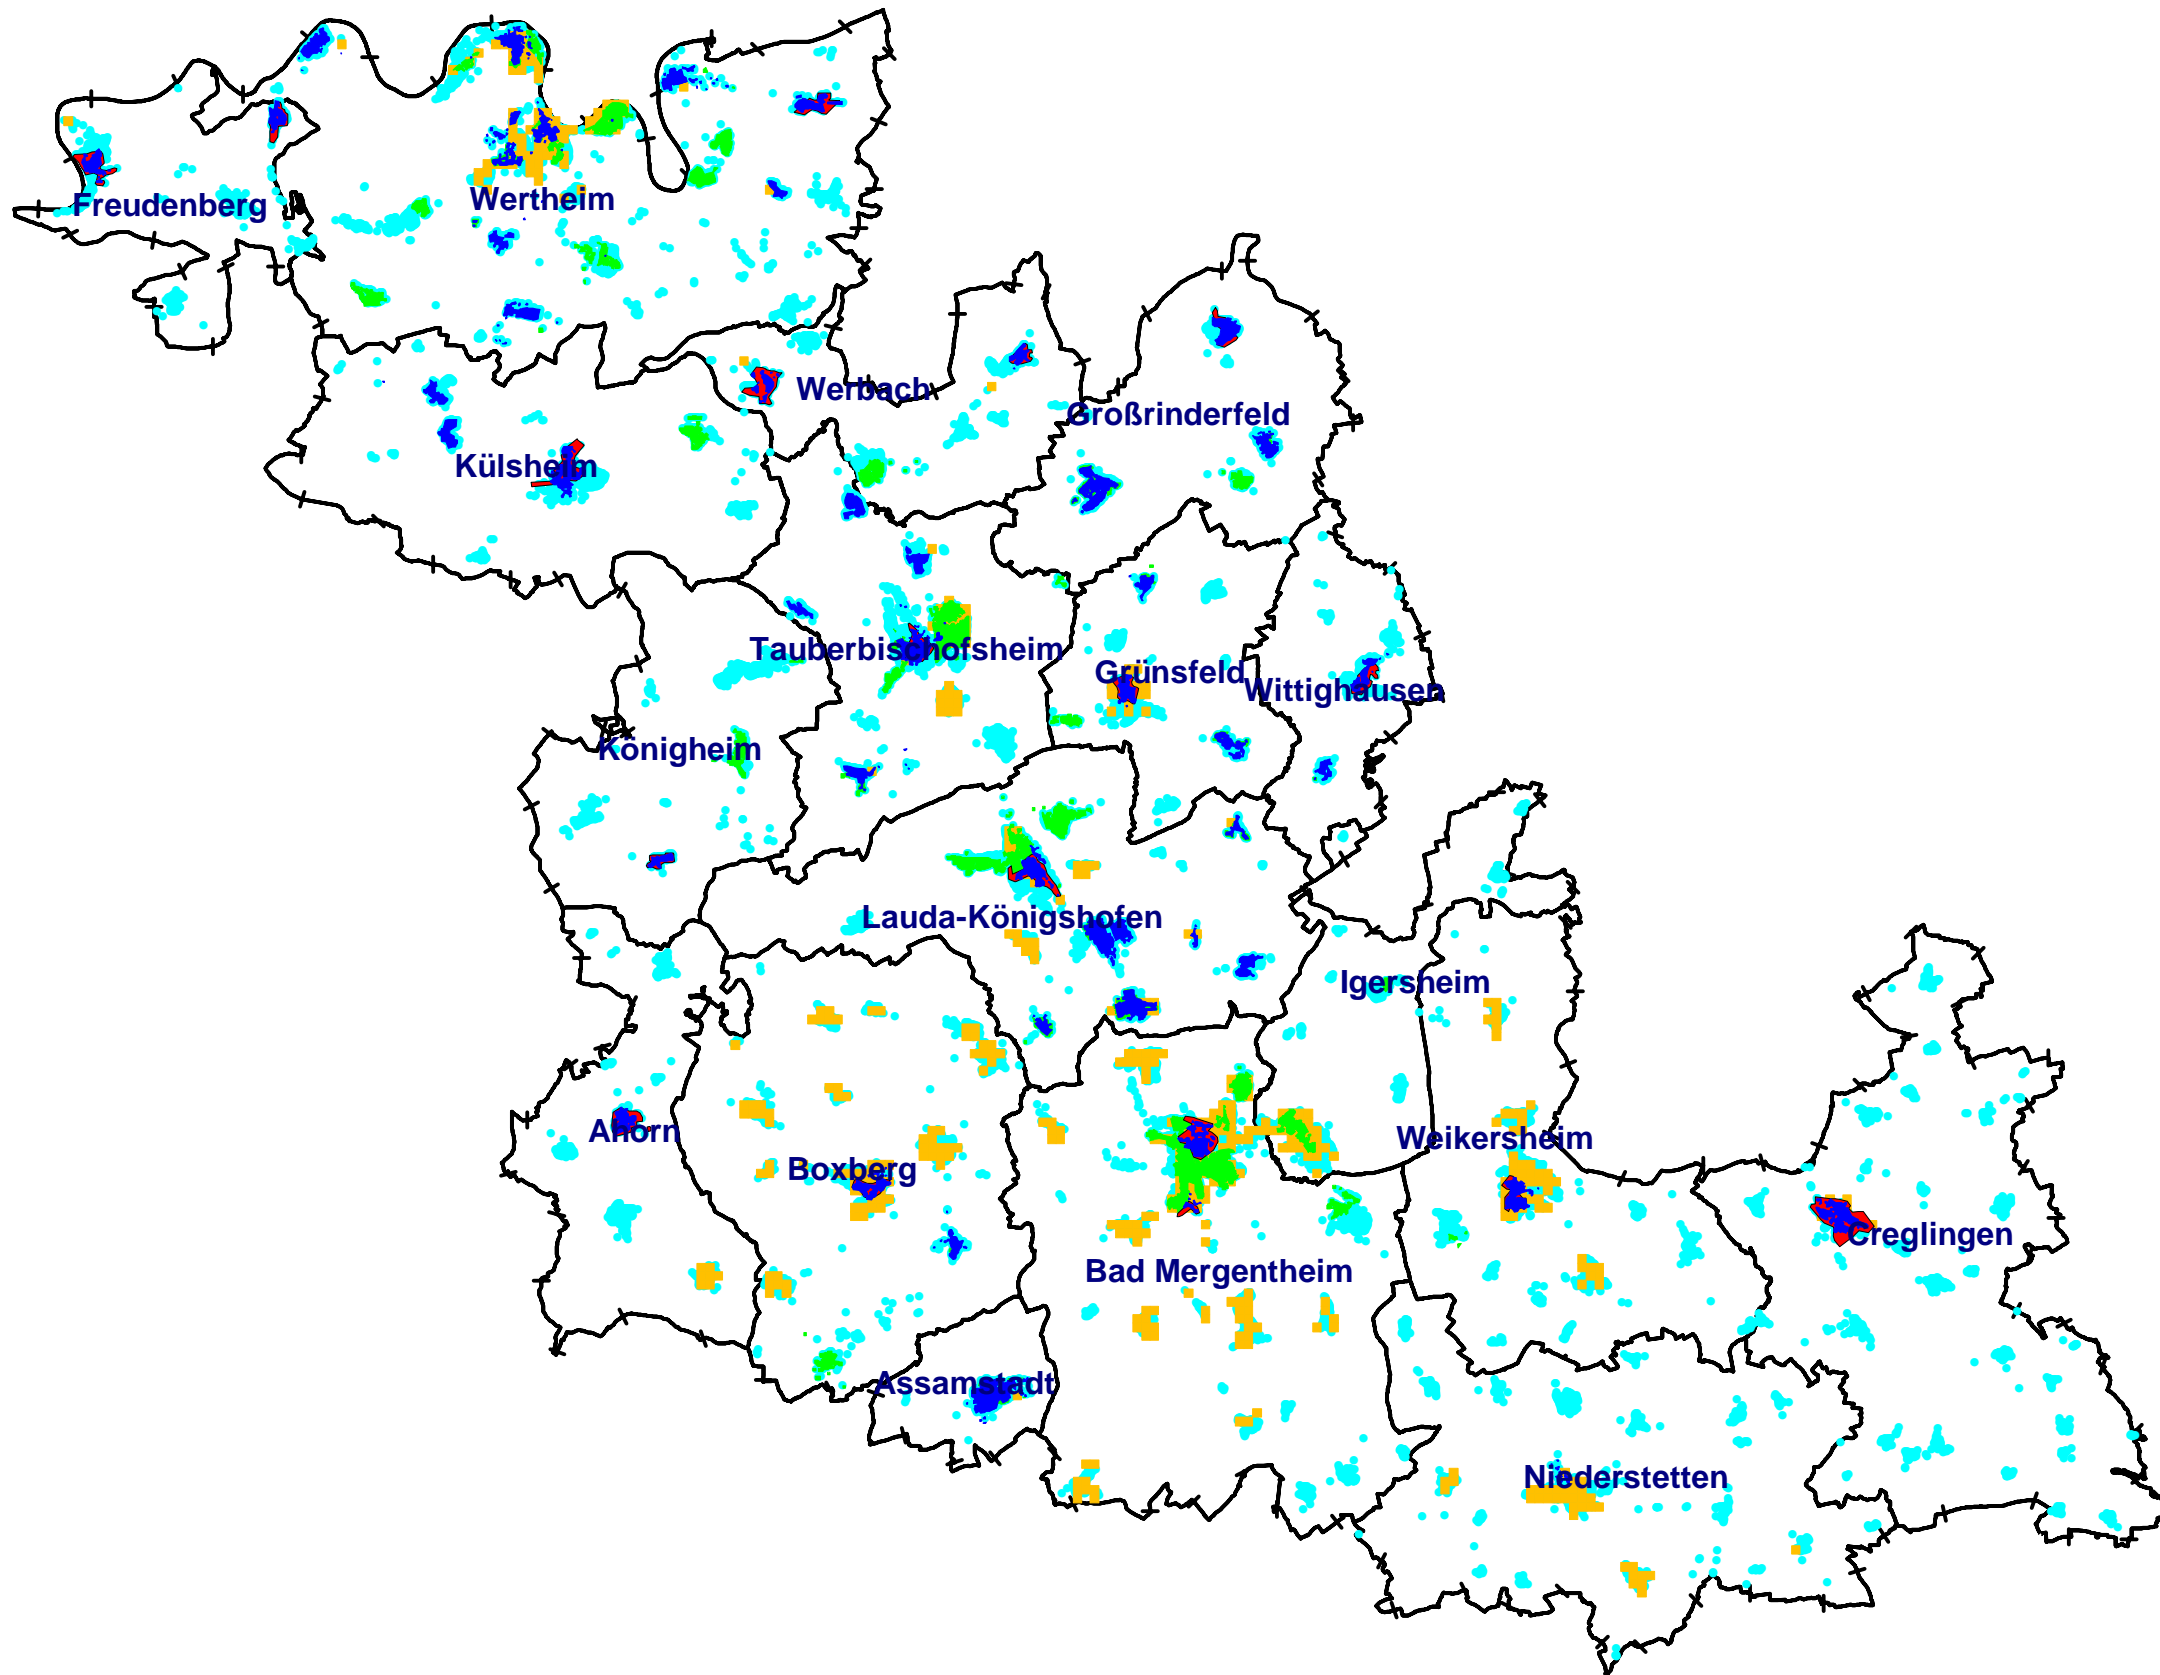 Freudenberg
Wertheim
Werbach
Großrinderfeld
Külsheim
Tauberbischofsheim
Grünsfeld
Wittighausen
Königheim
Lauda-Königshofen
Igersheim
Ahorn
Weikersheim
Boxberg
Creglingen
Bad Mergentheim
Assamstadt
Niederstetten